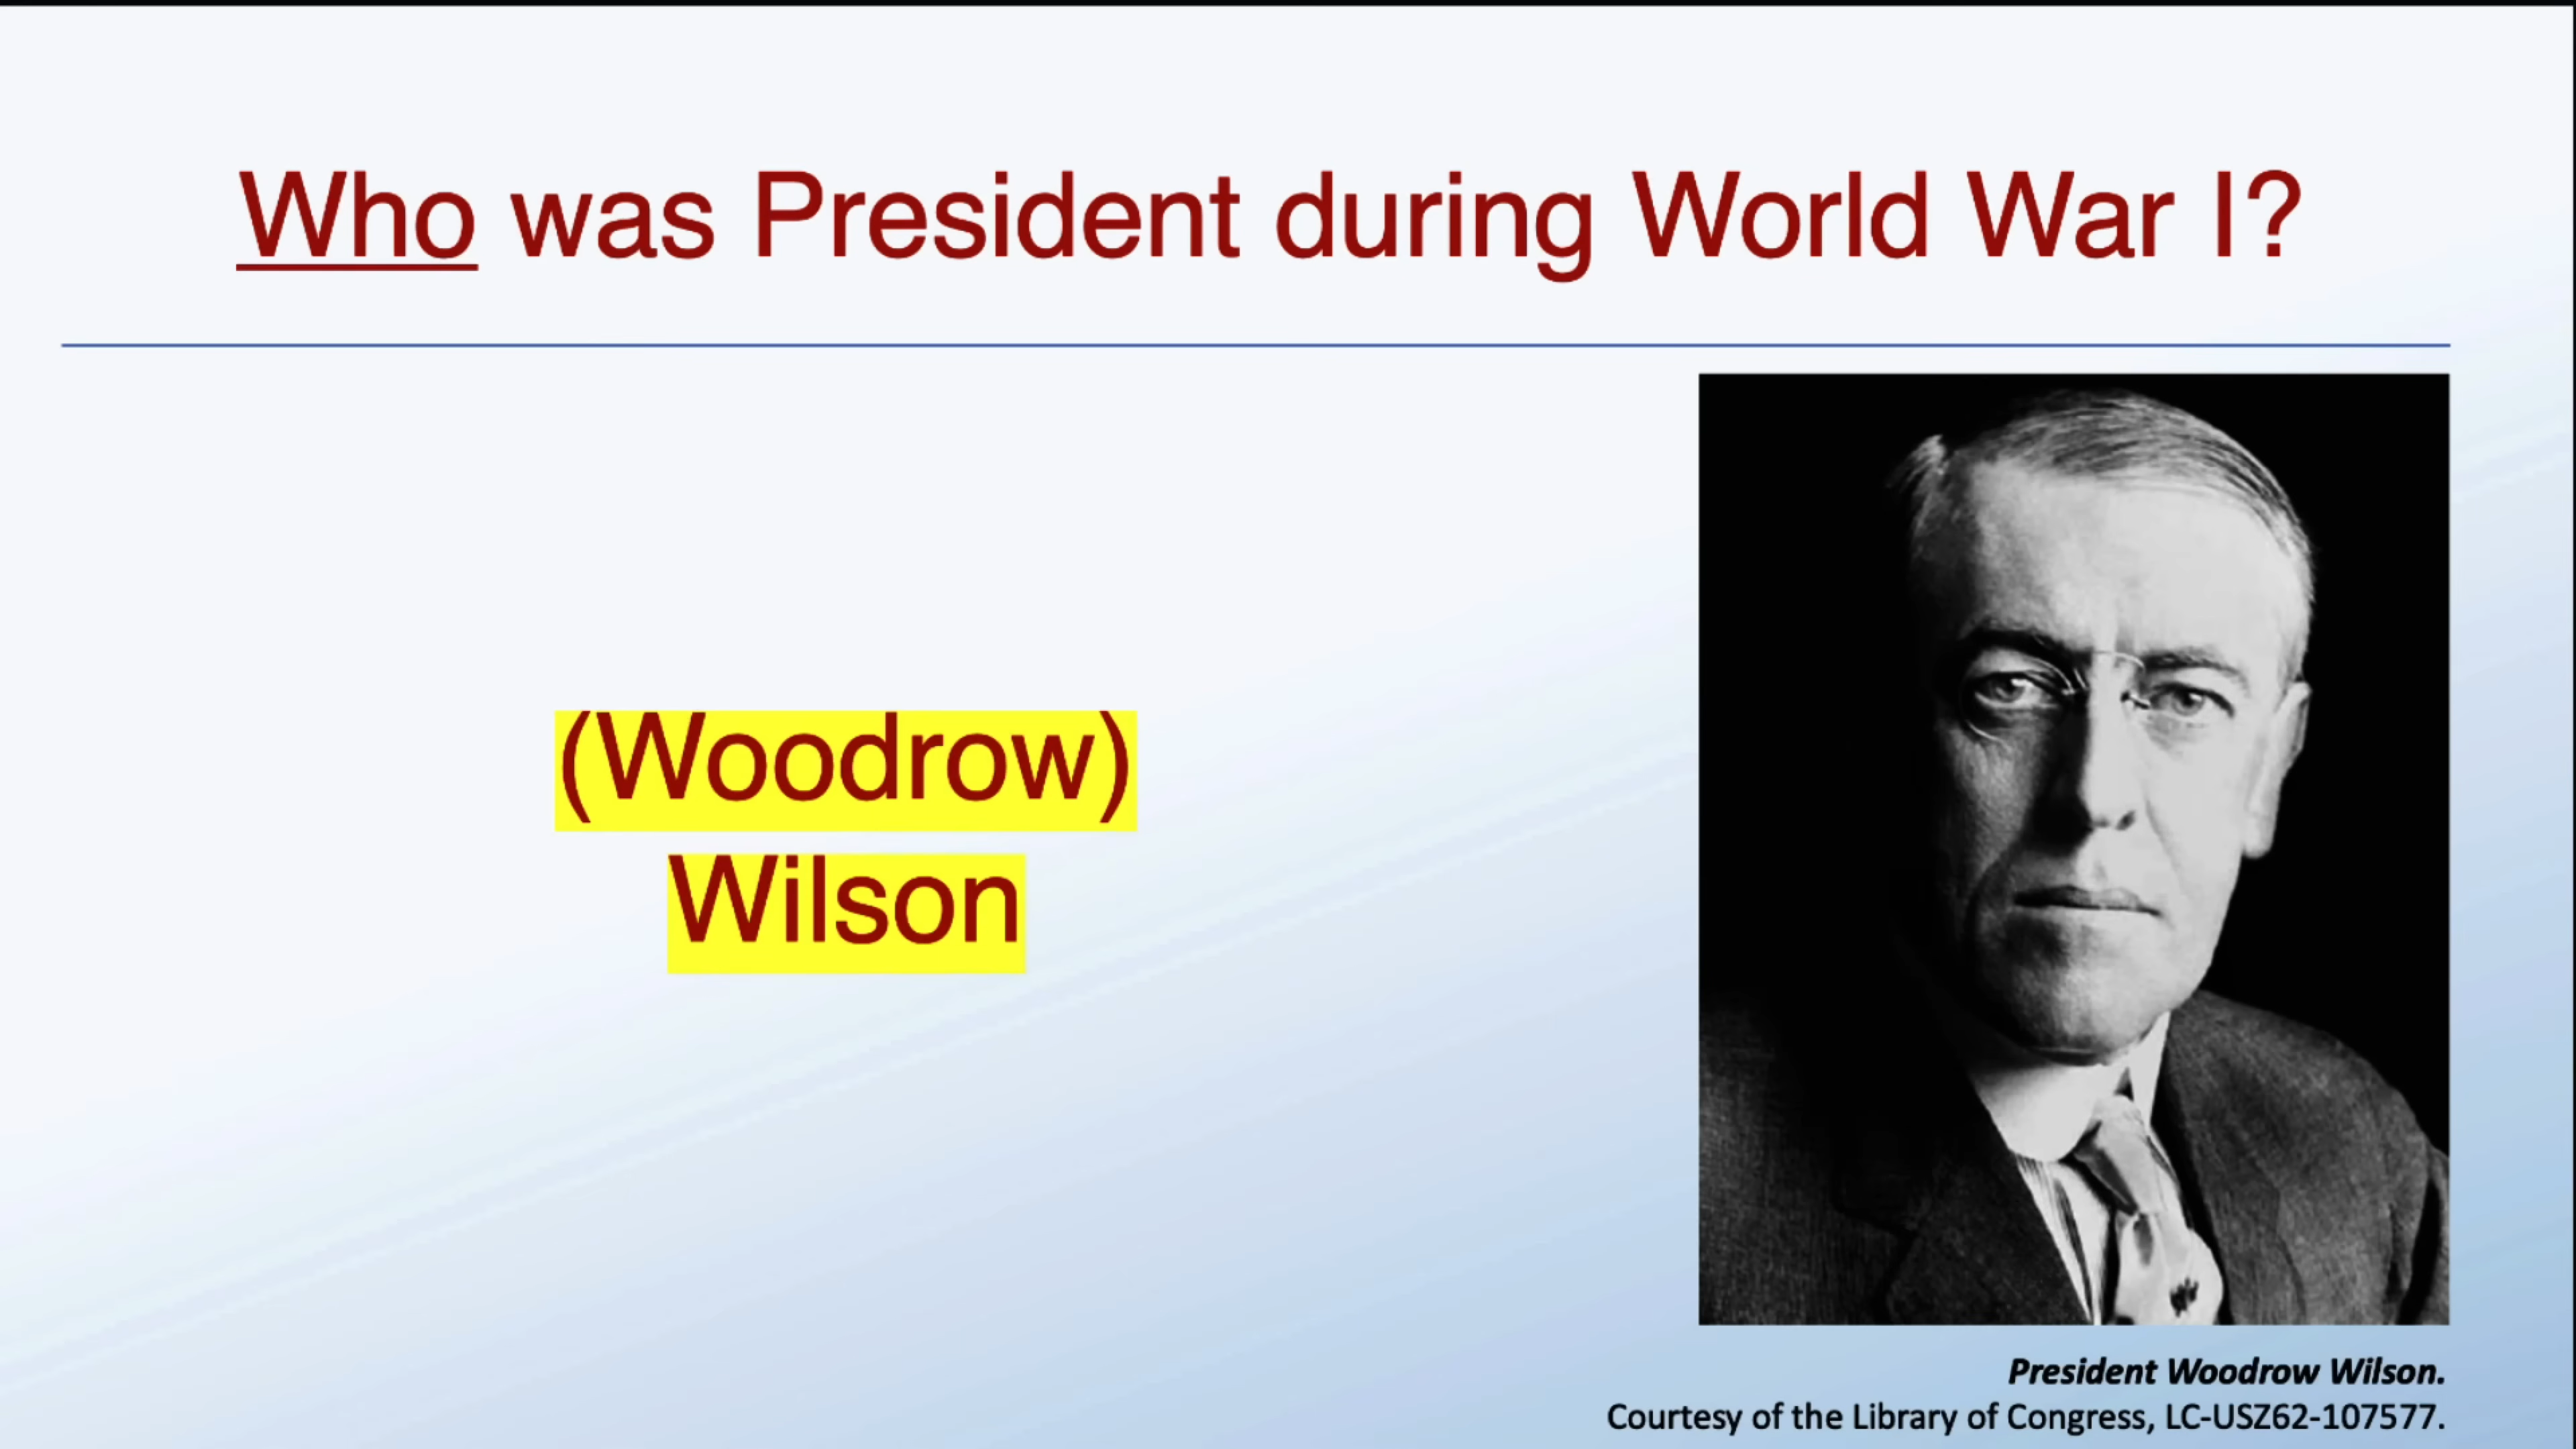 Who was President during World War I?
(Woodrow)
Wilson
President Woodrow Wilson.
Courtesy of the Library of Congress, LC-USZ62-107577.